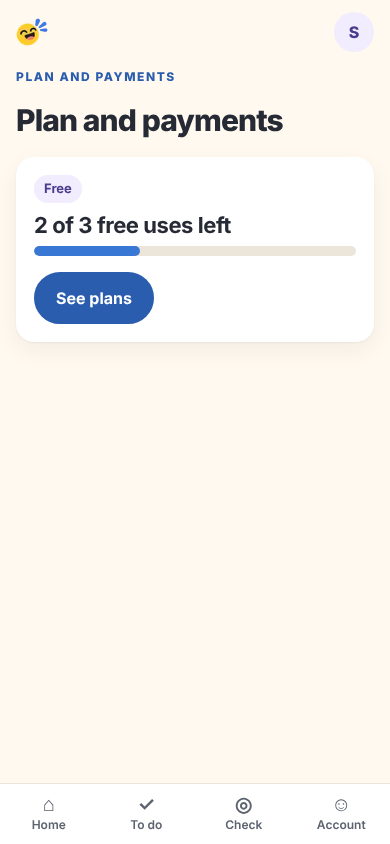 S
PLAN AND PAYMENTS
Plan and payments
Free
2 of 3 free uses left
See plans
Home
To do
Check
Account